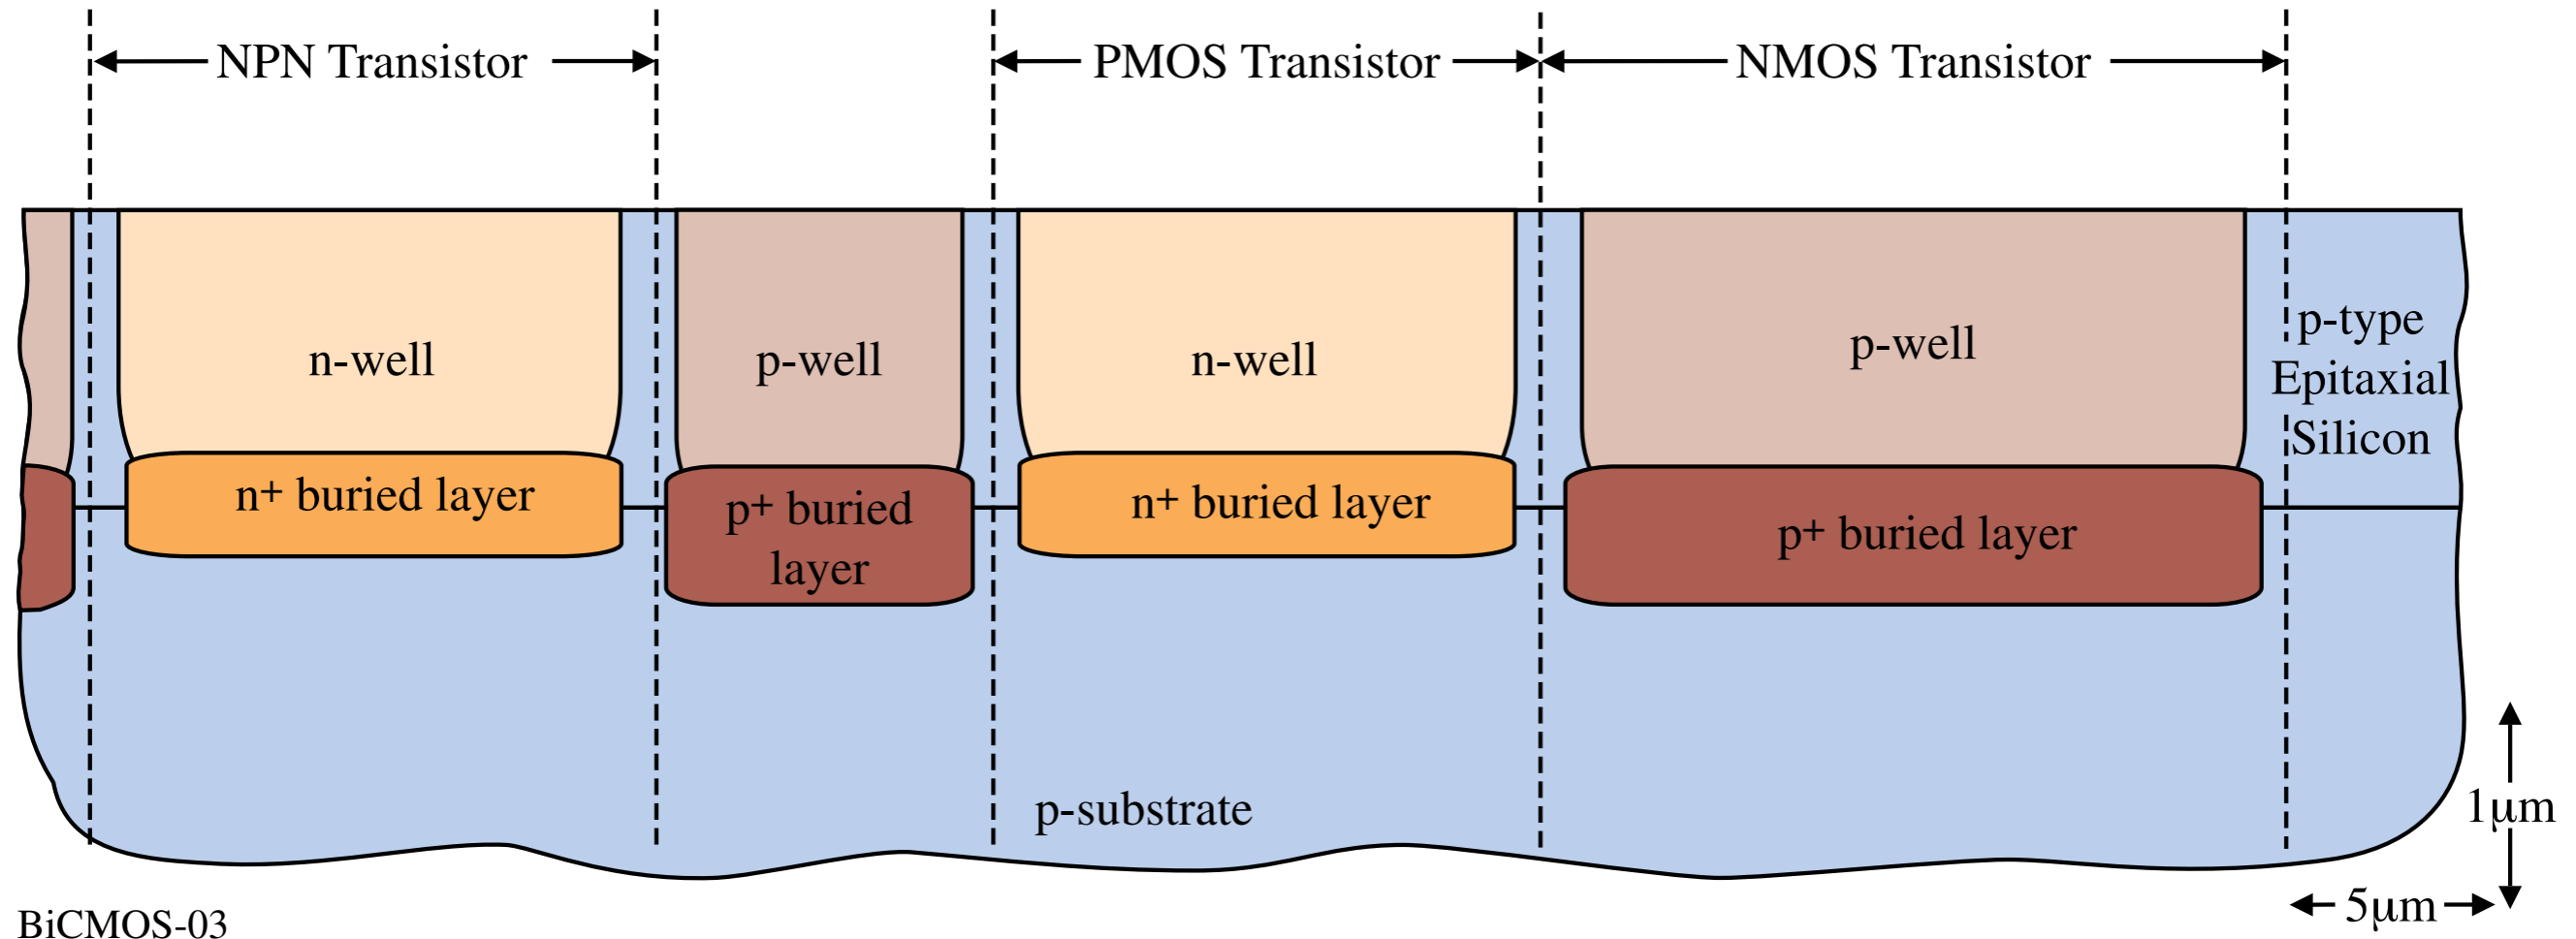 NPN Transistor
PMOS Transistor
NMOS Transistor
n-well
p-well
n-well
p-well
p-type
Epitaxial
Silicon
n+ buried layer
p+ buried
layer
n+ buried layer
p+ buried layer
p-substrate
1μm
5μm
BiCMOS-03